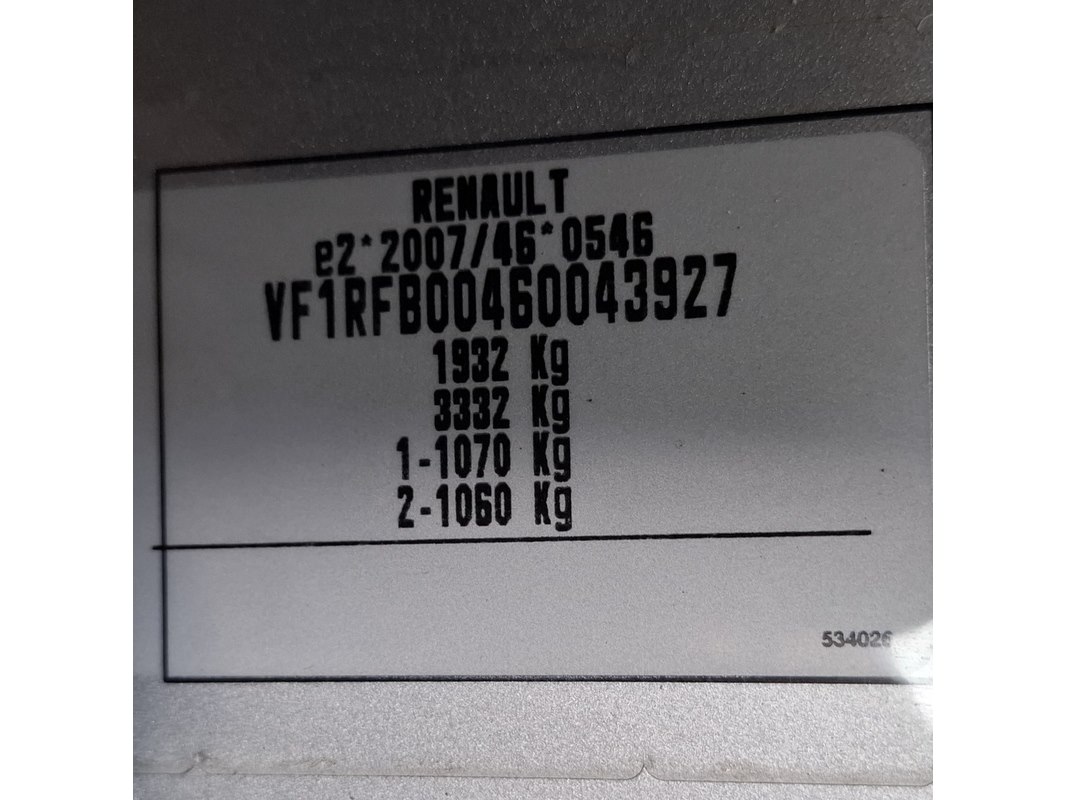 RENAULT
e2*2007/46*0546
VF1RFB00460043927
1932 Kg
3332 Kg
1-1070 Kg
2-1060 Kg
534026